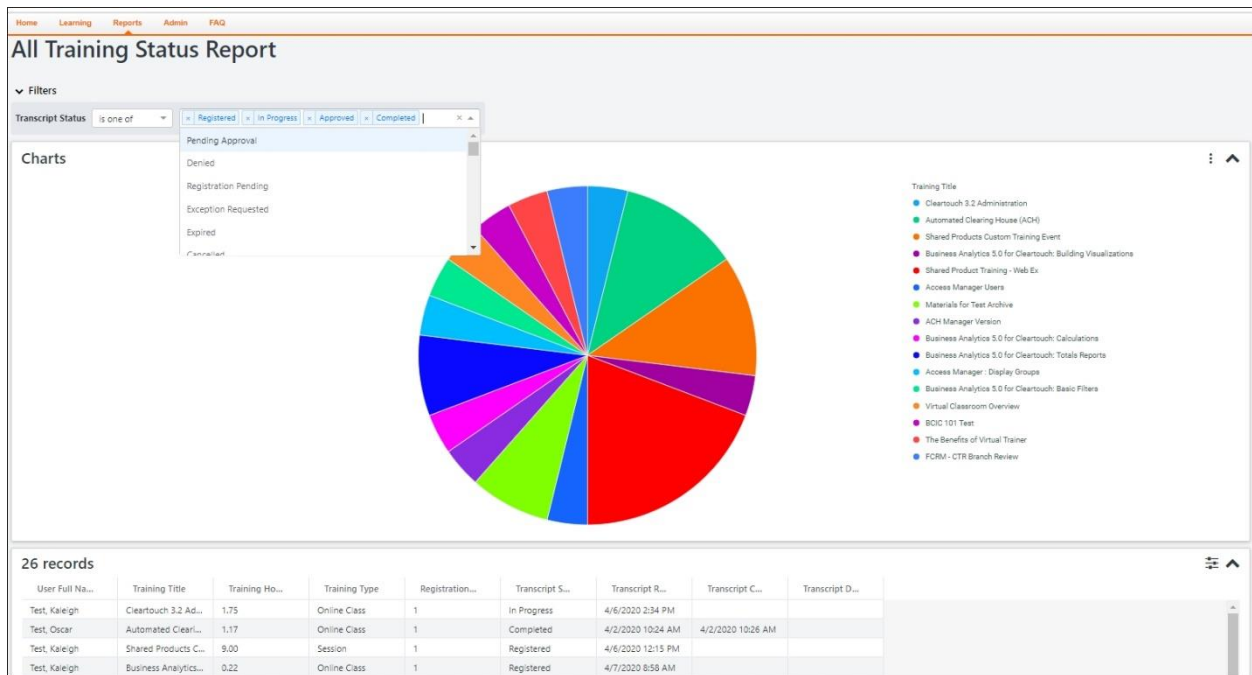 Home Learning Reports Admin FAQ
All Training Status Report
Filters
Transcript Status is one of × Registered × In Progress × Approved × Completed ×
Pending Approval
Denied
Registration Pending
Exception Requested
Expired
Cancelled
Charts
Training Title
Cleartouch 3.2 Administration
Automated Clearing House (ACH)
Shared Products Custom Training Event
Business Analytics 5.0 for Cleartouch: Building Visualizations
Shared Product Training - Web Ex
Access Manager Users
Materials for Test Archive
ACH Manager Version
Business Analytics 5.0 for Cleartouch: Calculations
Business Analytics 5.0 for Cleartouch: Totals Reports
Access Manager : Display Groups
Business Analytics 5.0 for Cleartouch: Basic Filters
Virtual Classroom Overview
BCIC 101 Test
The Benefits of Virtual Trainer
FCRM - CTR Branch Review
26 records
User Full Na... Training Title Training Ho... Training Type Registration... Transcript S... Transcript R... Transcript C... Transcript D...
Test, Kaleigh Cleartouch 3.2 Ad... 1.75 Online Class 1 In Progress 4/6/2020 2:34 PM
Test, Oscar Automated Cleari... 1.17 Online Class 1 Completed 4/2/2020 10:24 AM 4/2/2020 10:26 AM
Test, Kaleigh Shared Products C... 9.00 Session 1 Registered 4/6/2020 12:15 PM
Test, Kaleigh Business Analytics... 0.22 Online Class 1 Registered 4/7/2020 8:58 AM